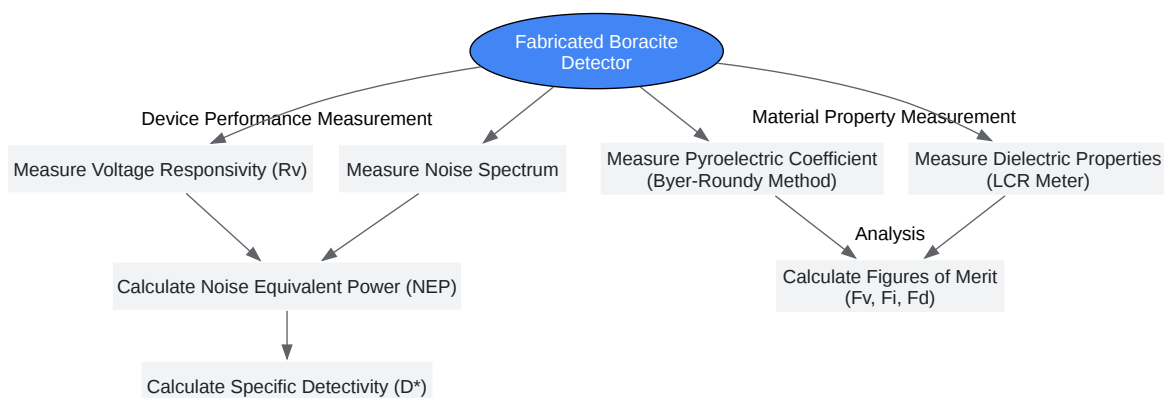 Fabricated Boracite
Detector
Device Performance Measurement
Material Property Measurement
Measure Voltage Responsivity (Rv)
Measure Noise Spectrum
Measure Pyroelectric Coefficient
(Byer-Roundy Method)
Measure Dielectric Properties
(LCR Meter)
Analysis
Calculate Noise Equivalent Power (NEP)
Calculate Figures of Merit
(Fv, Fi, Fd)
Calculate Specific Detectivity (D*)